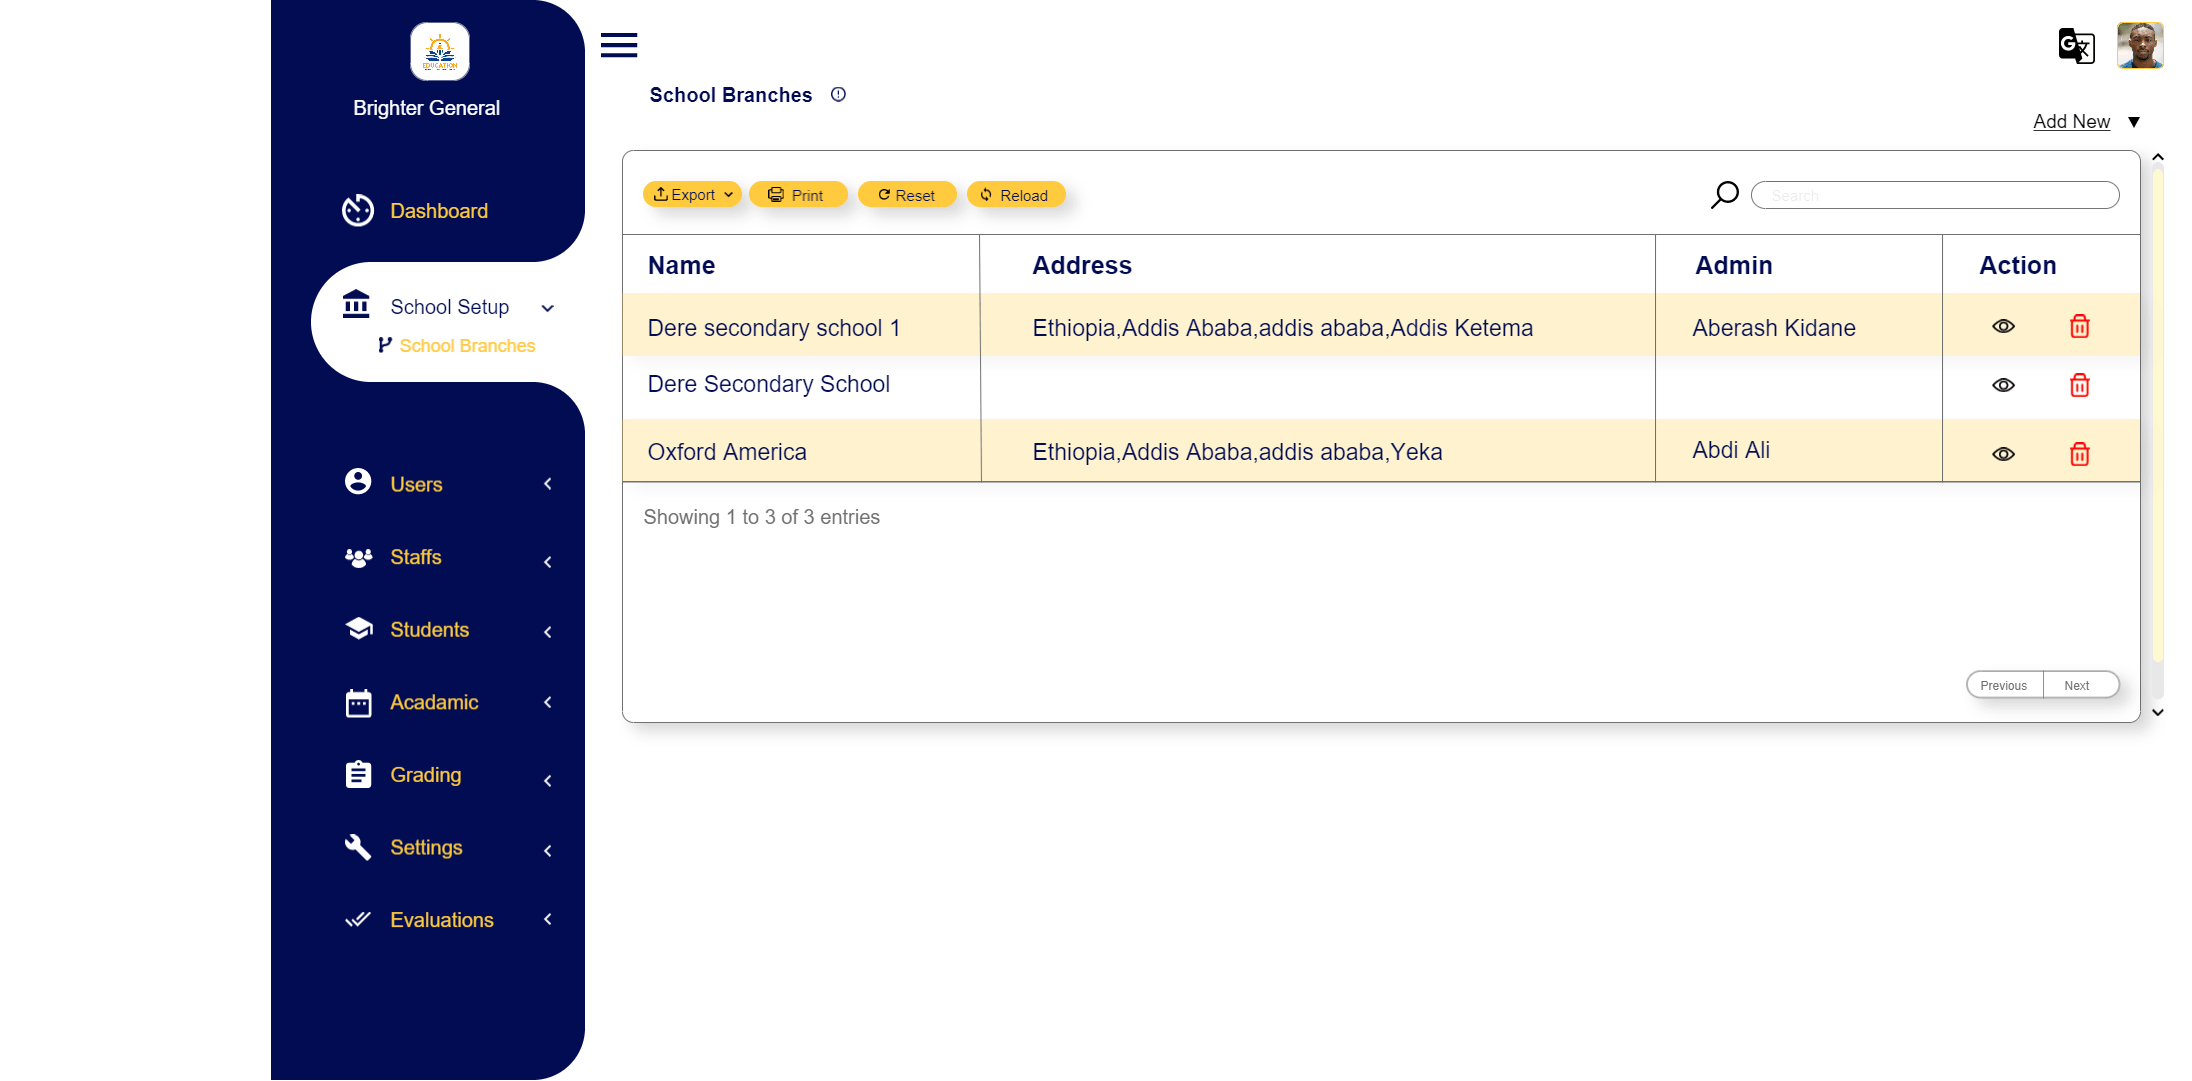 EDUCATION
Brighter General
Dashboard
School Setup
School Branches
Users
Staffs
Students
Acadamic
Grading
Settings
Evaluations
School Branches
Add New
Export
Print
Reset
Reload
Search
Name Address Admin Action
Dere secondary school 1 Ethiopia,Addis Ababa,addis ababa,Addis Ketema Aberash Kidane
Dere Secondary School
Oxford America Ethiopia,Addis Ababa,addis ababa,Yeka Abdi Ali
Showing 1 to 3 of 3 entries
Previous Next